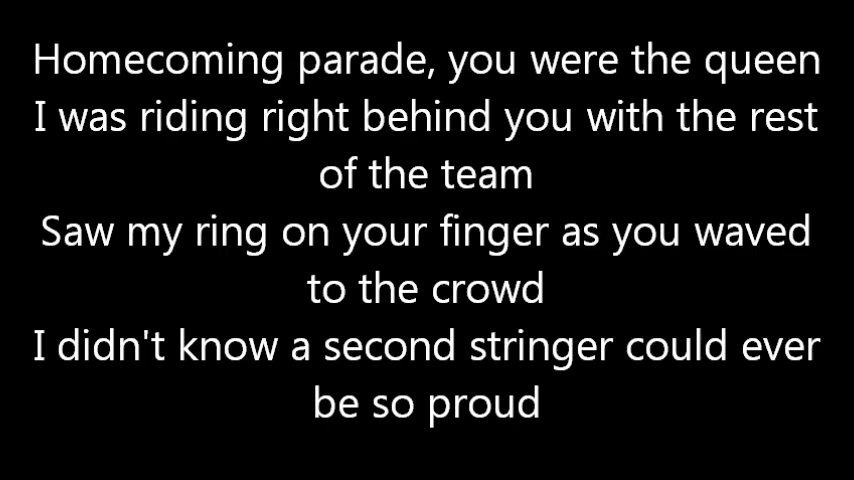 Homecoming parade, you were the queen
I was riding right behind you with the rest
of the team
Saw my ring on your finger as you waved
to the crowd
I didn't know a second stringer could ever
be so proud